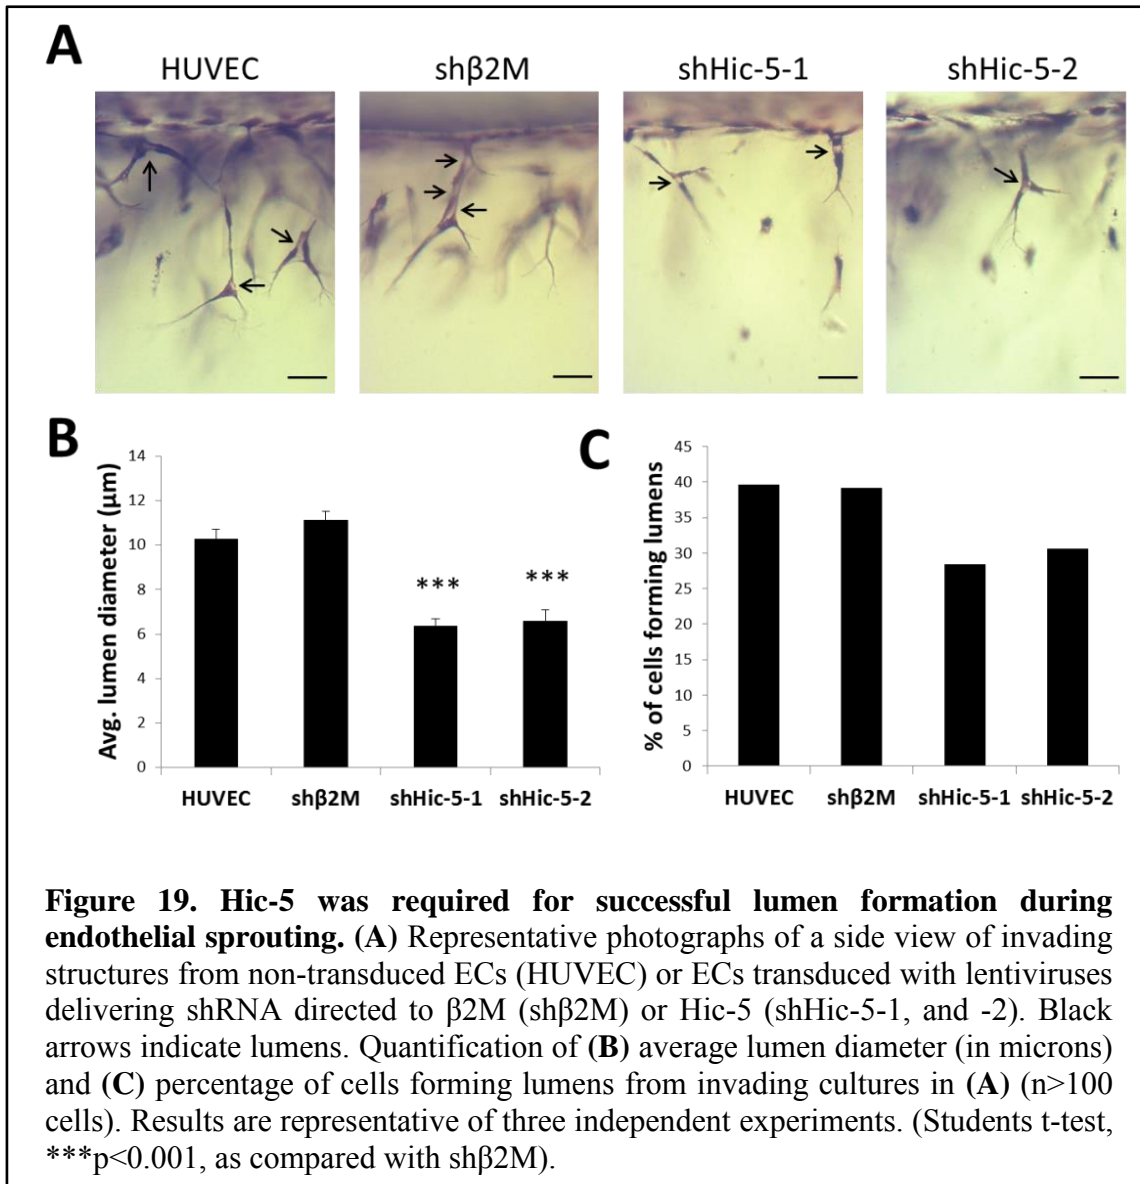 A
HUVEC
shβ2M
shHic-5-1
shHic-5-2
B
Avg. lumen diameter (µm)
14
12
10
8
6
4
2
0
***
***
HUVEC
shβ2M
shHic-5-1
shHic-5-2
C
% of cells forming lumens
45
40
35
30
25
20
15
10
5
0
HUVEC
shβ2M
shHic-5-1
shHic-5-2
Figure 19. Hic-5 was required for successful lumen formation during
endothelial sprouting. (A) Representative photographs of a side view of invading
structures from non-transduced ECs (HUVEC) or ECs transduced with lentiviruses
delivering shRNA directed to β2M (shβ2M) or Hic-5 (shHic-5-1, and -2). Black
arrows indicate lumens. Quantification of (B) average lumen diameter (in microns)
and (C) percentage of cells forming lumens from invading cultures in (A) (n>100
cells). Results are representative of three independent experiments. (Students t-test,
***p<0.001, as compared with shβ2M).